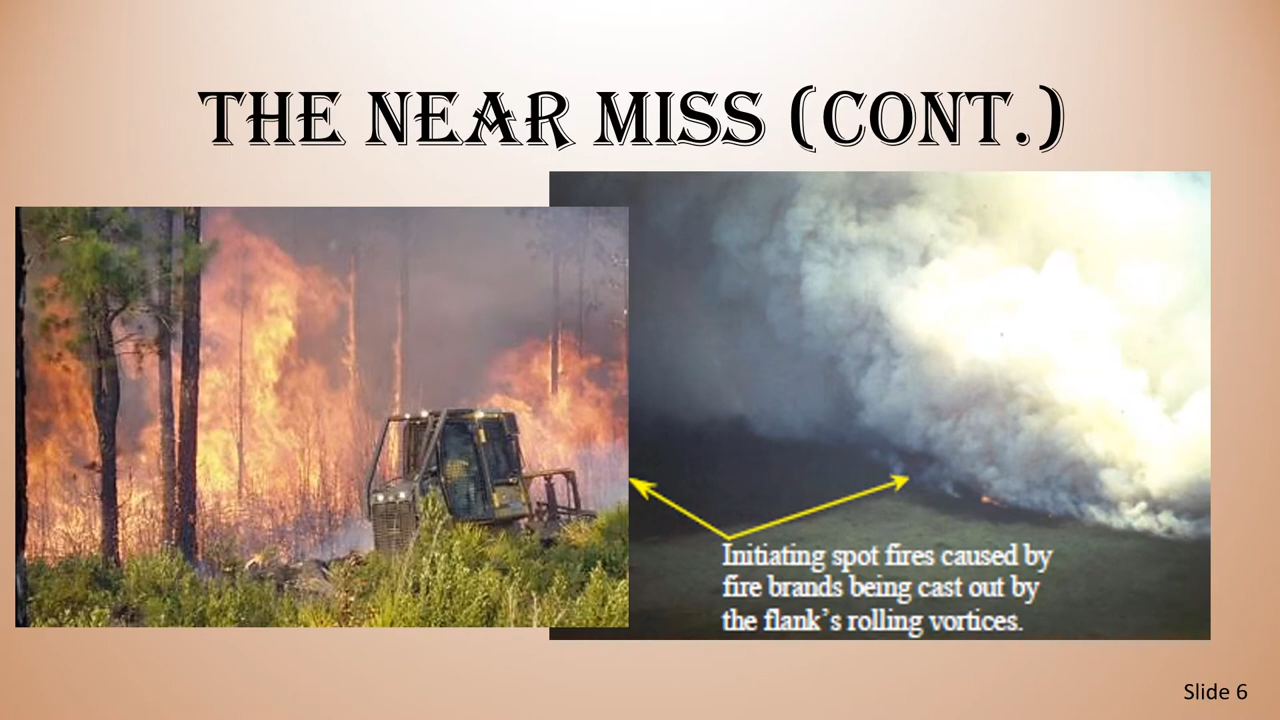 THE NEAR MISS (CONT.)
Initiating spot fires caused by
fire brands being cast out by
the flank's rolling vortices.
Slide 6